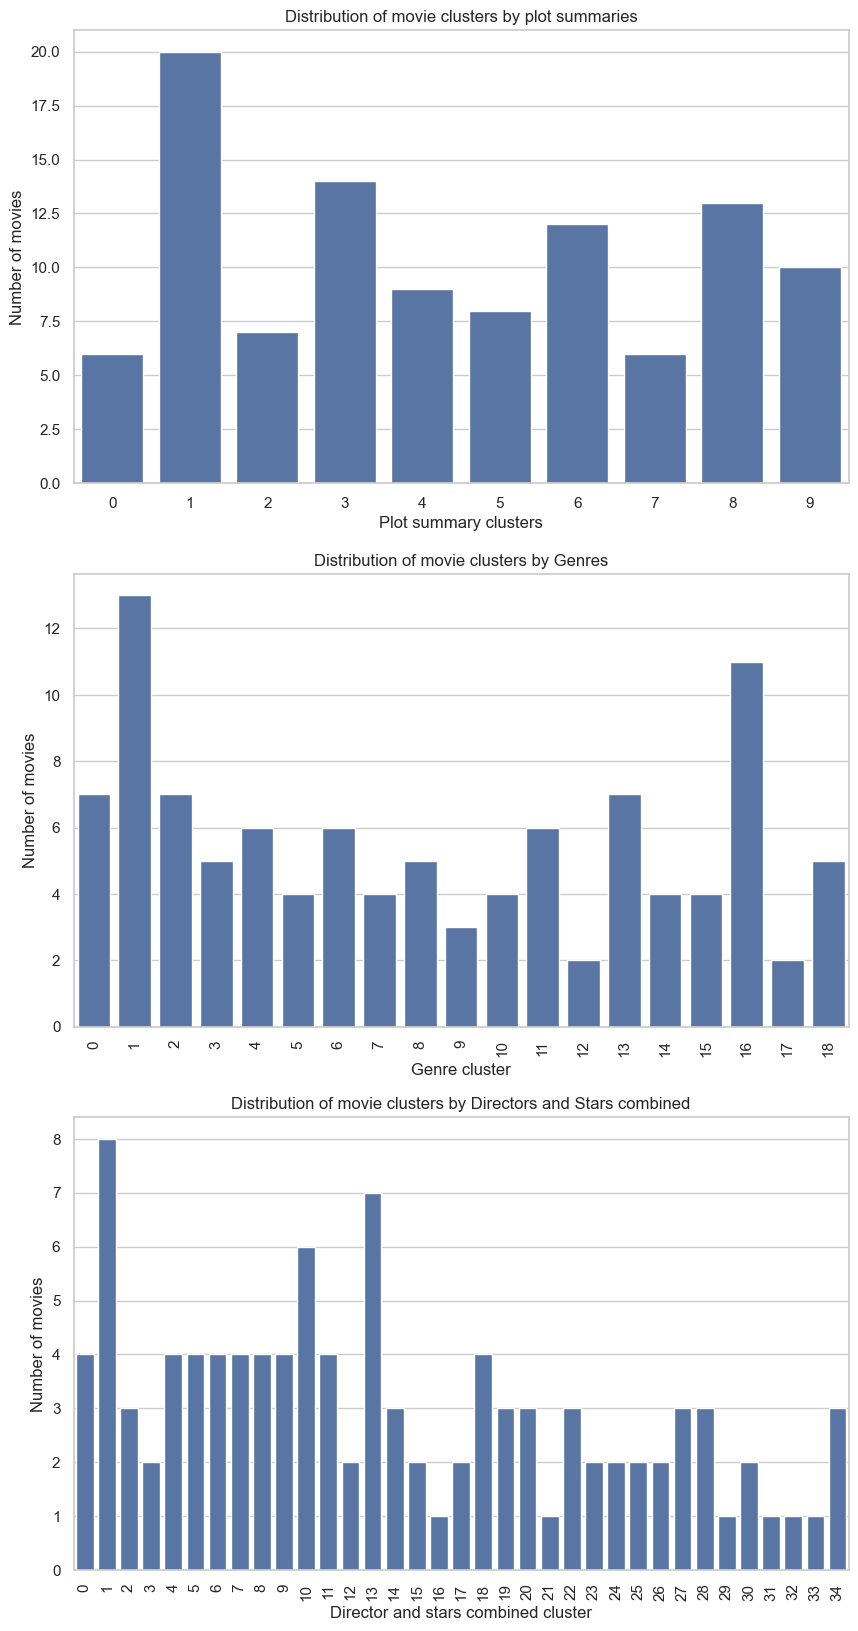 Distribution of movie clusters by plot summaries
Number of movies
20.0
17.5
15.0
12.5
10.0
7.5
5.0
2.5
0.0
0 1 2 3 4 5 6 7 8 9
Plot summary clusters
Distribution of movie clusters by Genres
Number of movies
12
10
8
6
4
2
0
0 1 2 3 4 5 6 7 8 9 10 11 12 13 14 15 16 17 18
Genre cluster
Distribution of movie clusters by Directors and Stars combined
Number of movies
8
7
6
5
4
3
2
1
0
0 1 2 3 4 5 6 7 8 9 10 11 12 13 14 15 16 17 18 19 20 21 22 23 24 25 26 27 28 29 30 31 32 33 34
Director and stars combined cluster